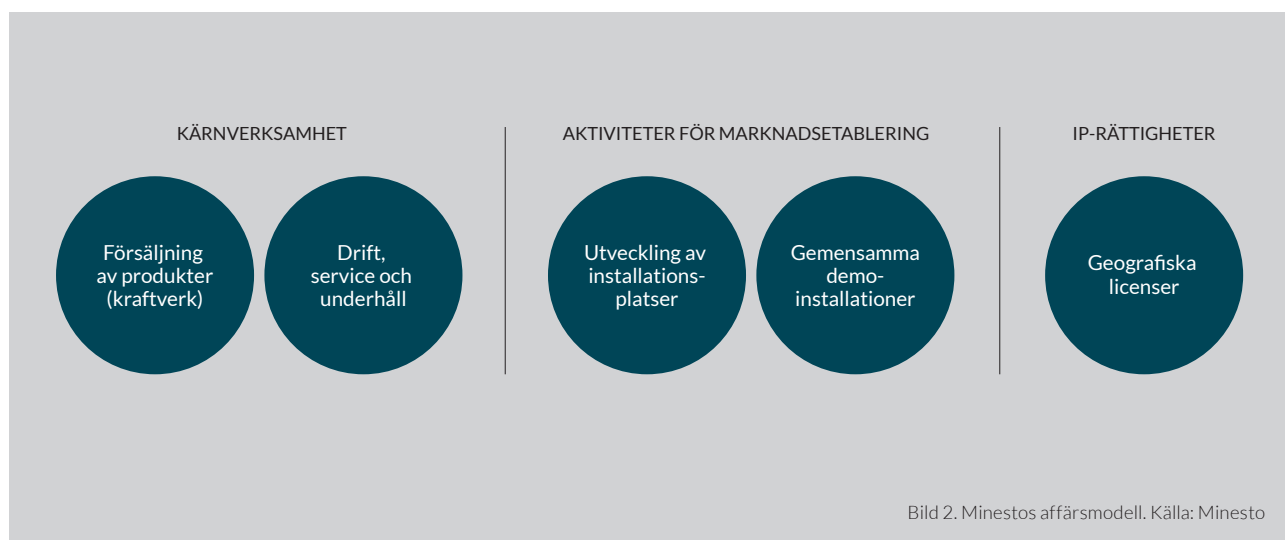 KÄRNVERKSAMHET
Försäljning
av produkter
(kraftverk)
Drift,
service och
underhåll
AKTIVITETER FÖR MARKNADSETABLERING
Utveckling av
installations-
platser
Gemensamma
demo-
installationer
IP-RÄTTIGHETER
Geografiska
licenser
Bild 2. Minestos affärsmodell. Källa: Minesto